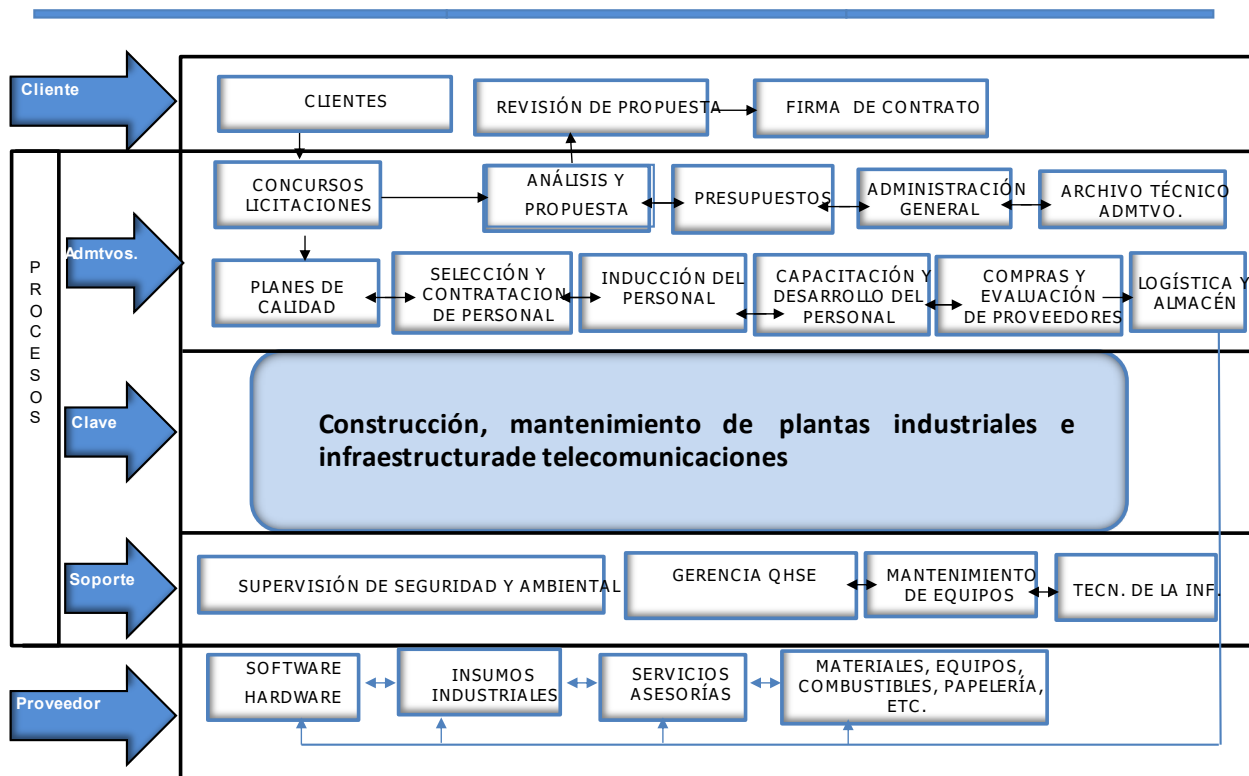 Cliente
CLIENTES
REVISIÓN DE PROPUESTA
FIRMA DE CONTRATO
PROCESOS
Admtvos.
CONCURSOS
LICITACIONES
ANÁLISIS Y
PROPUESTA
PRESUPUESTOS
ADMINISTRACIÓN
GENERAL
ARCHIVO TÉCNICO
ADMTVO.
PLANES DE
CALIDAD
SELECCIÓN Y
CONTRATACION
DE PERSONAL
INDUCCIÓN DEL
PERSONAL
CAPACITACIÓN Y
DESARROLLO DEL
PERSONAL
COMPRAS Y
EVALUACIÓN
DE PROVEEDORES
LOGÍSTICA Y
ALMACÉN
Clave
Construcción, mantenimiento de plantas industriales e
infraestructurade telecomunicaciones
Soporte
SUPERVISIÓN DE SEGURIDAD Y AMBIENTAL
GERENCIA QHSE
MANTENIMIENTO
DE EQUIPOS
TECN. DE LA INF.
Proveedor
SOFTWARE
HARDWARE
INSUMOS
INDUSTRIALES
SERVICIOS
ASESORÍAS
MATERIALES, EQUIPOS,
COMBUSTIBLES, PAPELERÍA,
ETC.